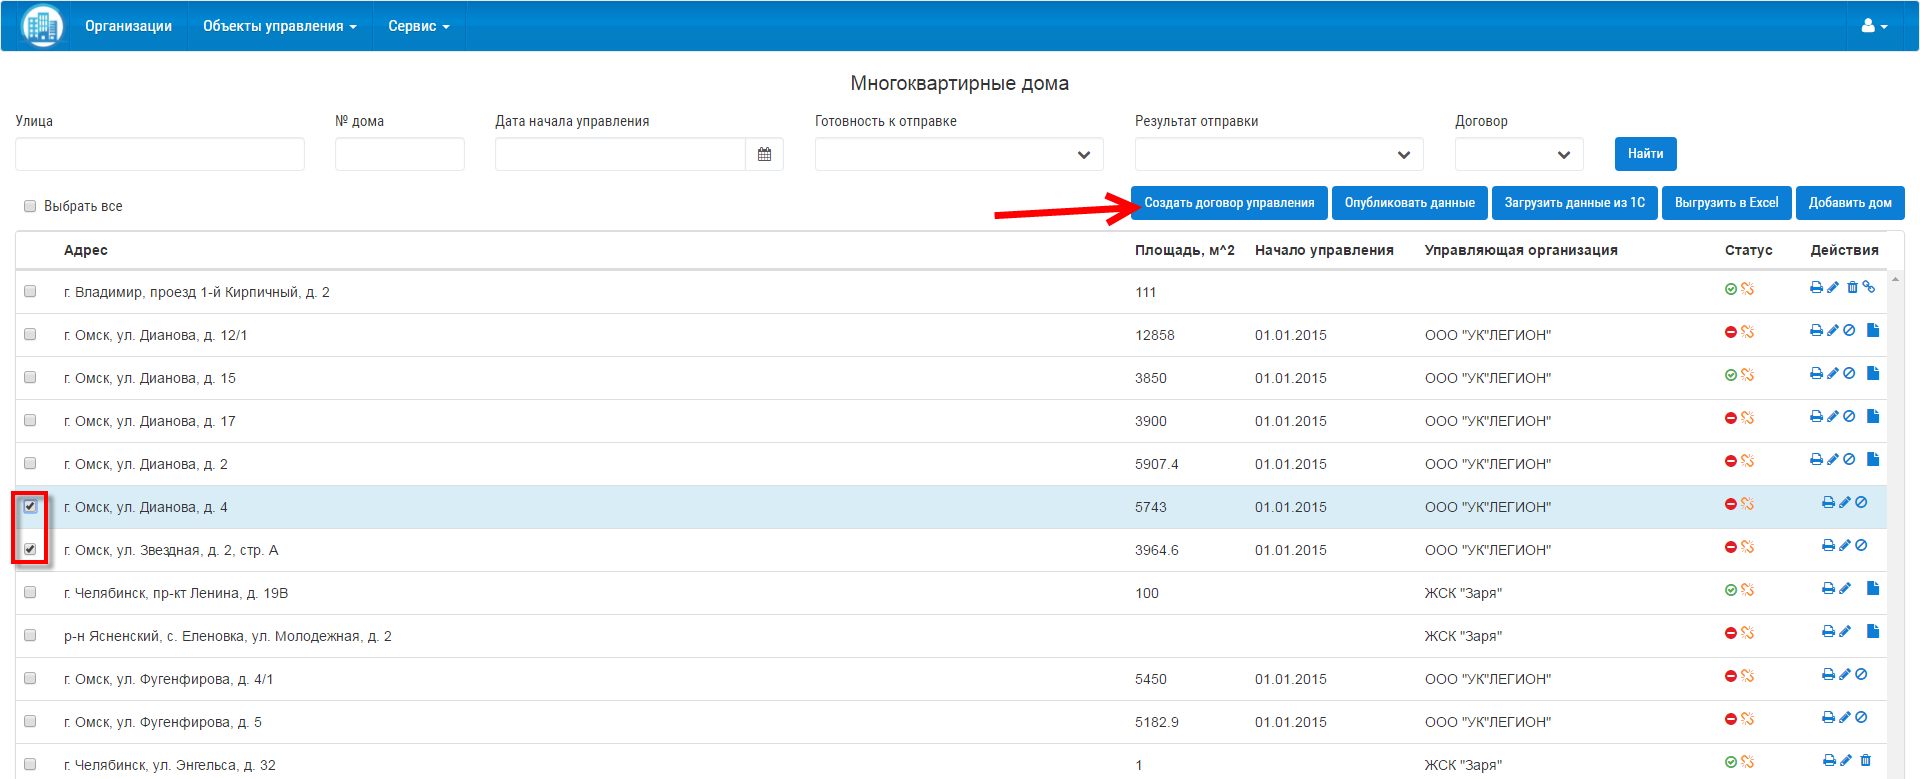 Организации Объекты управления Сервис
Многоквартирные дома
Улица № дома Дата начала управления Готовность к отправке Результат отправки Договор
Найти
Выбрать все Создать договор управления Опубликовать данные Загрузить данные из 1С Выгрузить в Excel Добавить дом
Адрес Площадь, м^2 Начало управления Управляющая организация Статус Действия
г. Владимир, проезд 1-й Кирпичный, д. 2 111
г. Омск, ул. Дианова, д. 12/1 12858 01.01.2015 ООО "УК"ЛЕГИОН"
г. Омск, ул. Дианова, д. 15 3850 01.01.2015 ООО "УК"ЛЕГИОН"
г. Омск, ул. Дианова, д. 17 3900 01.01.2015 ООО "УК"ЛЕГИОН"
г. Омск, ул. Дианова, д. 2 5907.4 01.01.2015 ООО "УК"ЛЕГИОН"
г. Омск, ул. Дианова, д. 4 5743 01.01.2015 ООО "УК"ЛЕГИОН"
г. Омск, ул. Звездная, д. 2, стр. А 3964.6 01.01.2015 ООО "УК"ЛЕГИОН"
г. Челябинск, пр-кт Ленина, д. 19В 100 ЖСК "Заря"
р-н Ясненский, с. Еленовка, ул. Молодежная, д. 2 ЖСК "Заря"
г. Омск, ул. Фугенфирова, д. 4/1 5450 01.01.2015 ООО "УК"ЛЕГИОН"
г. Омск, ул. Фугенфирова, д. 5 5182.9 01.01.2015 ООО "УК"ЛЕГИОН"
г. Челябинск, ул. Энгельса, д. 32 1 ЖСК "Заря"